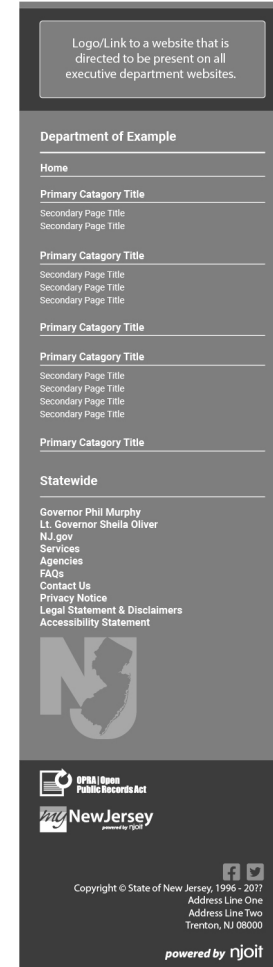 Logo/Link to a website that is
directed to be present on all
executive department websites.
Department of Example
Home
Primary Catagory Title
Secondary Page Title
Secondary Page Title
Primary Catagory Title
Secondary Page Title
Secondary Page Title
Secondary Page Title
Primary Catagory Title
Primary Catagory Title
Secondary Page Title
Secondary Page Title
Secondary Page Title
Secondary Page Title
Primary Catagory Title
Statewide
Governor Phil Murphy
Lt. Governor Sheila Oliver
NJ.gov
Services
Agencies
FAQs
Contact Us
Privacy Notice
Legal Statement & Disclaimers
Accessibility Statement
NJ
OPRA | Open
Public Records Act
my NewJersey
powered by njoit
Copyright © State of New Jersey, 1996 - 20??
Address Line One
Address Line Two
Trenton, NJ 08000
powered by njoit